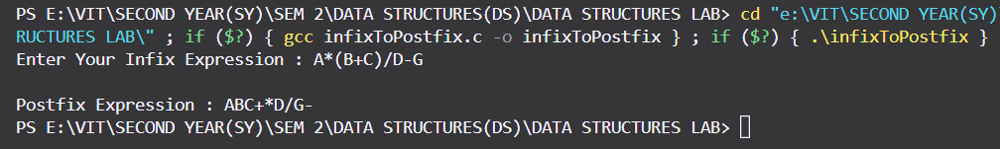 PS E:\VIT\SECOND YEAR(SY)\SEM 2\DATA STRUCTURES(DS)\DATA STRUCTURES LAB> cd "e:\VIT\SECOND YEAR(SY)
RUCTURES LAB\" ; if ($?) { gcc infixToPostfix.c -o infixToPostfix } ; if ($?) { .\infixToPostfix }
Enter Your Infix Expression : A*(B+C)/D-G
Postfix Expression : ABC+*D/G-
PS E:\VIT\SECOND YEAR(SY)\SEM 2\DATA STRUCTURES(DS)\DATA STRUCTURES LAB>